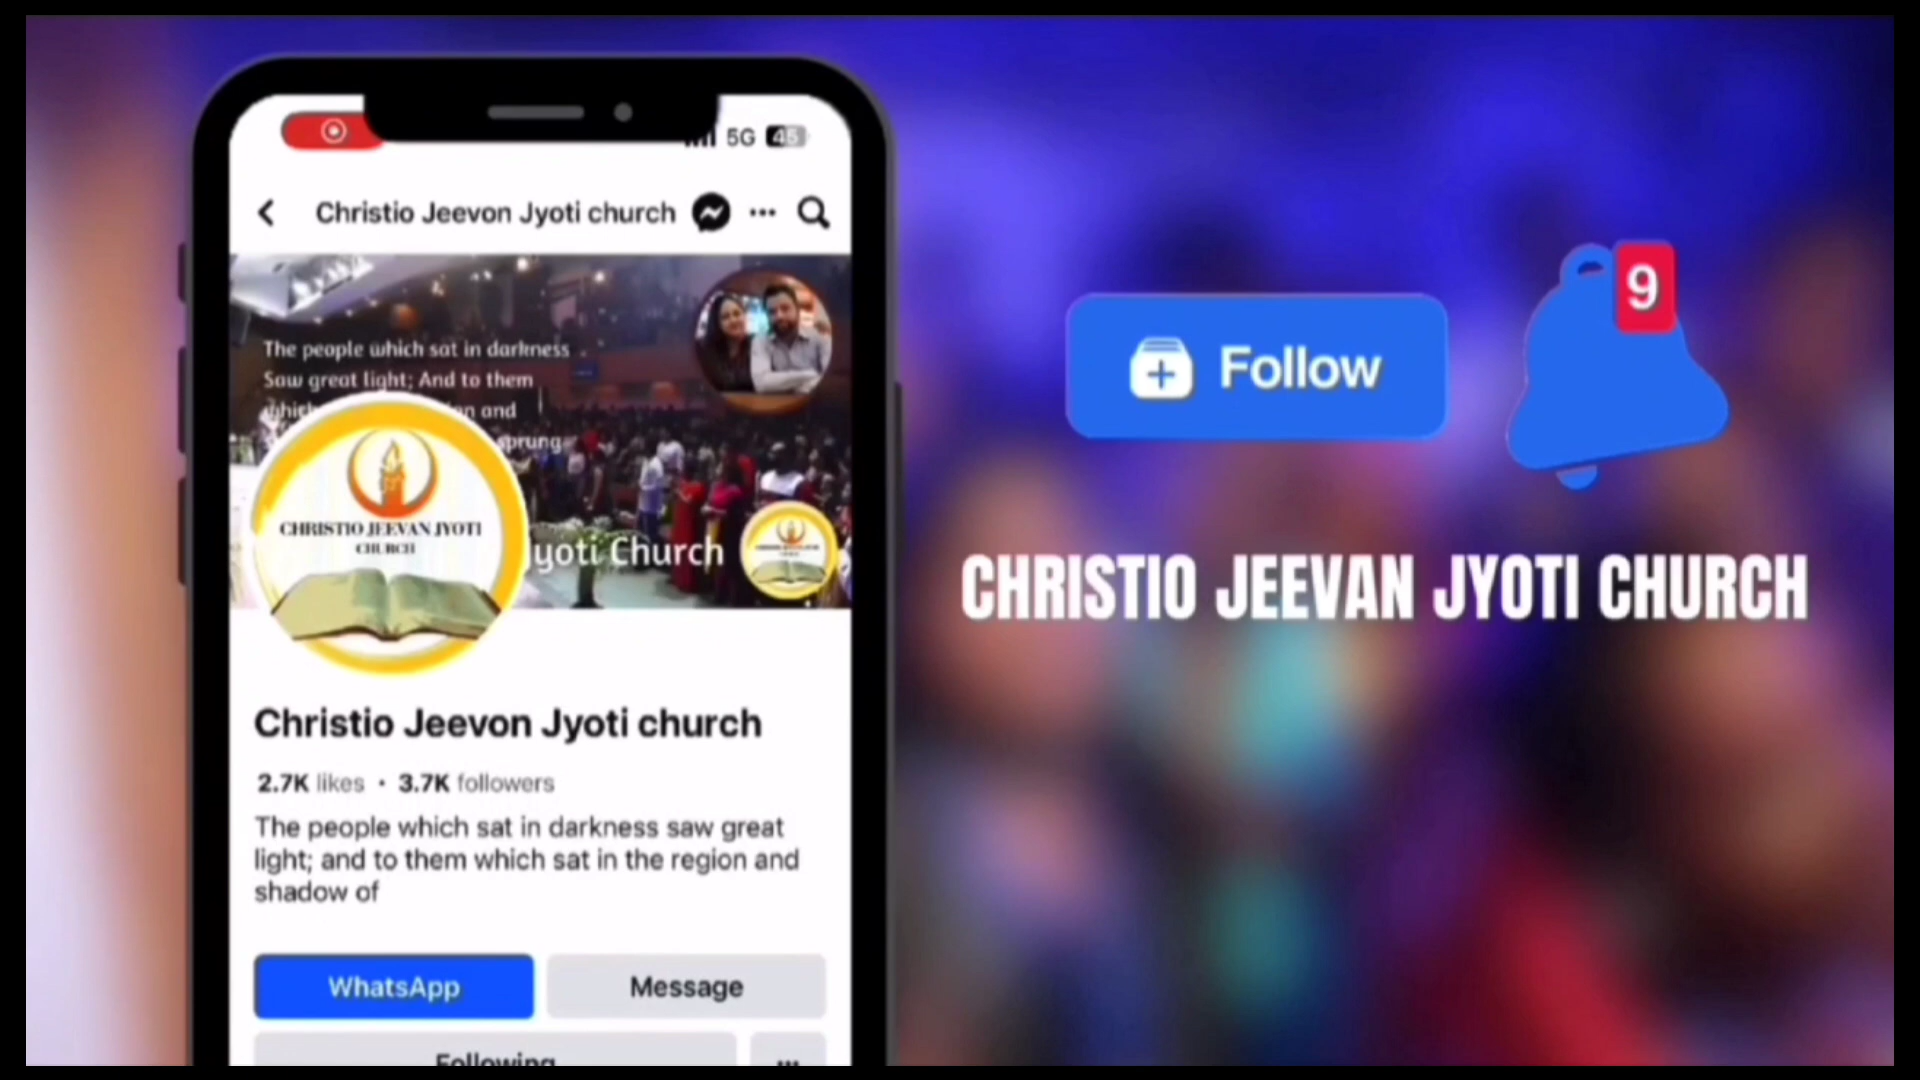 5G 45
Christio Jeevon Jyoti church
The people which sat in darkness
Saw great light; And to them
and
sprung
CHRISTIO JEEVAN JYOTI
CHURCH
Jyoti Church
Christio Jeevon Jyoti church
2.7K likes · 3.7K followers
The people which sat in darkness saw great
light; and to them which sat in the region and
shadow of
WhatsApp
Message
Following
Follow
9
CHRISTIO JEEVAN JYOTI CHURCH